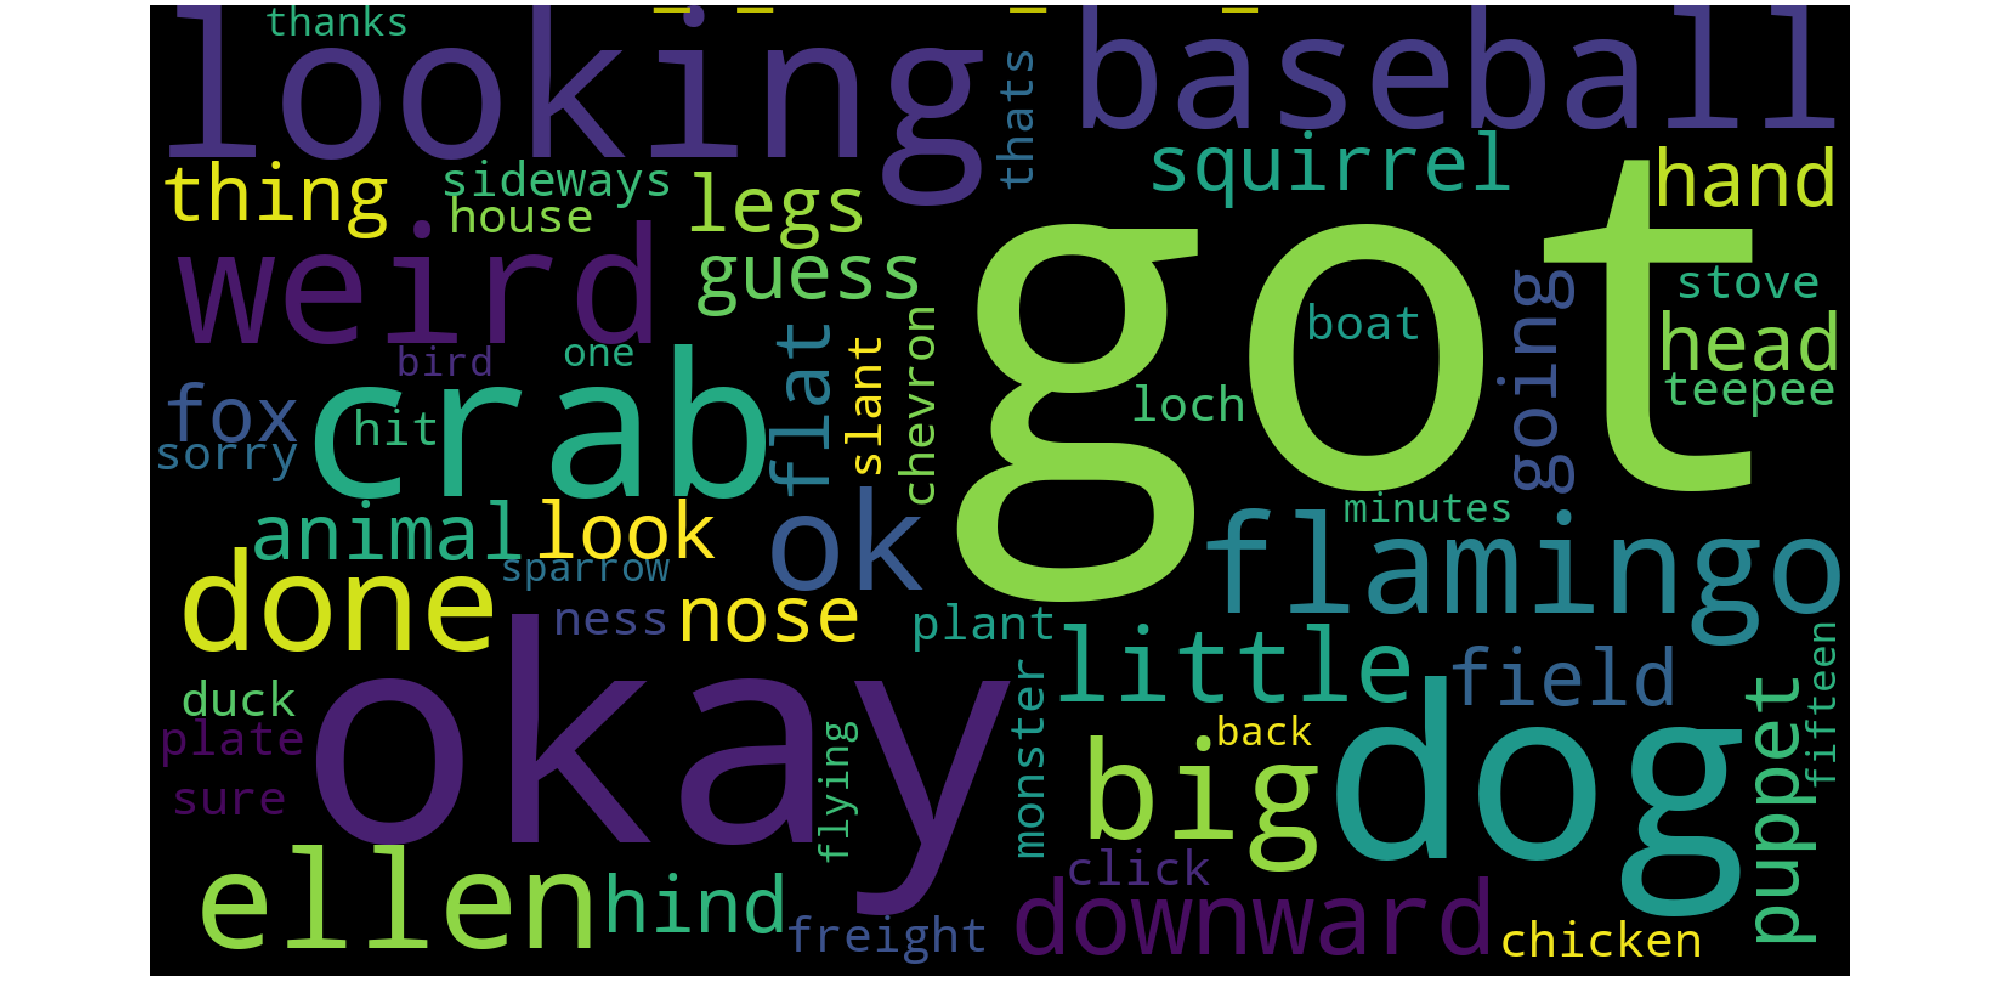 thanks
looking
thats
baseball
thing
sideways
house
legs
squirrel
hand
weird
guess
got
going
stove
boat
head
teepee
bird
one
flat
slant
chevron
loch
fox
crab
hit
sorry
animal
look
ok
minutes
flamingo
done
sparrow
ness
nose
plant
little
field
fifteen
duck
okay
monster
puppet
plate
sure
flying
back
big
dog
ellen
hind
freight
click
downward
chicken